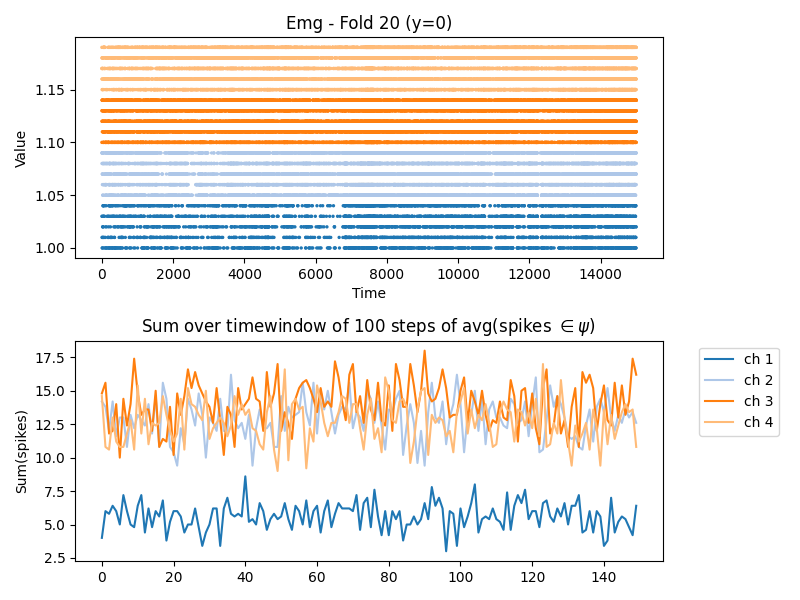 Emg - Fold 20 (y=0)
Value
1.15
1.10
1.05
1.00
0 2000 4000 6000 8000 10000 12000 14000
Time
Sum over timewindow of 100 steps of avg(spikes ∈ ψ)
Sum(spikes)
17.5
15.0
12.5
10.0
7.5
5.0
2.5
0 20 40 60 80 100 120 140
ch 1
ch 2
ch 3
ch 4